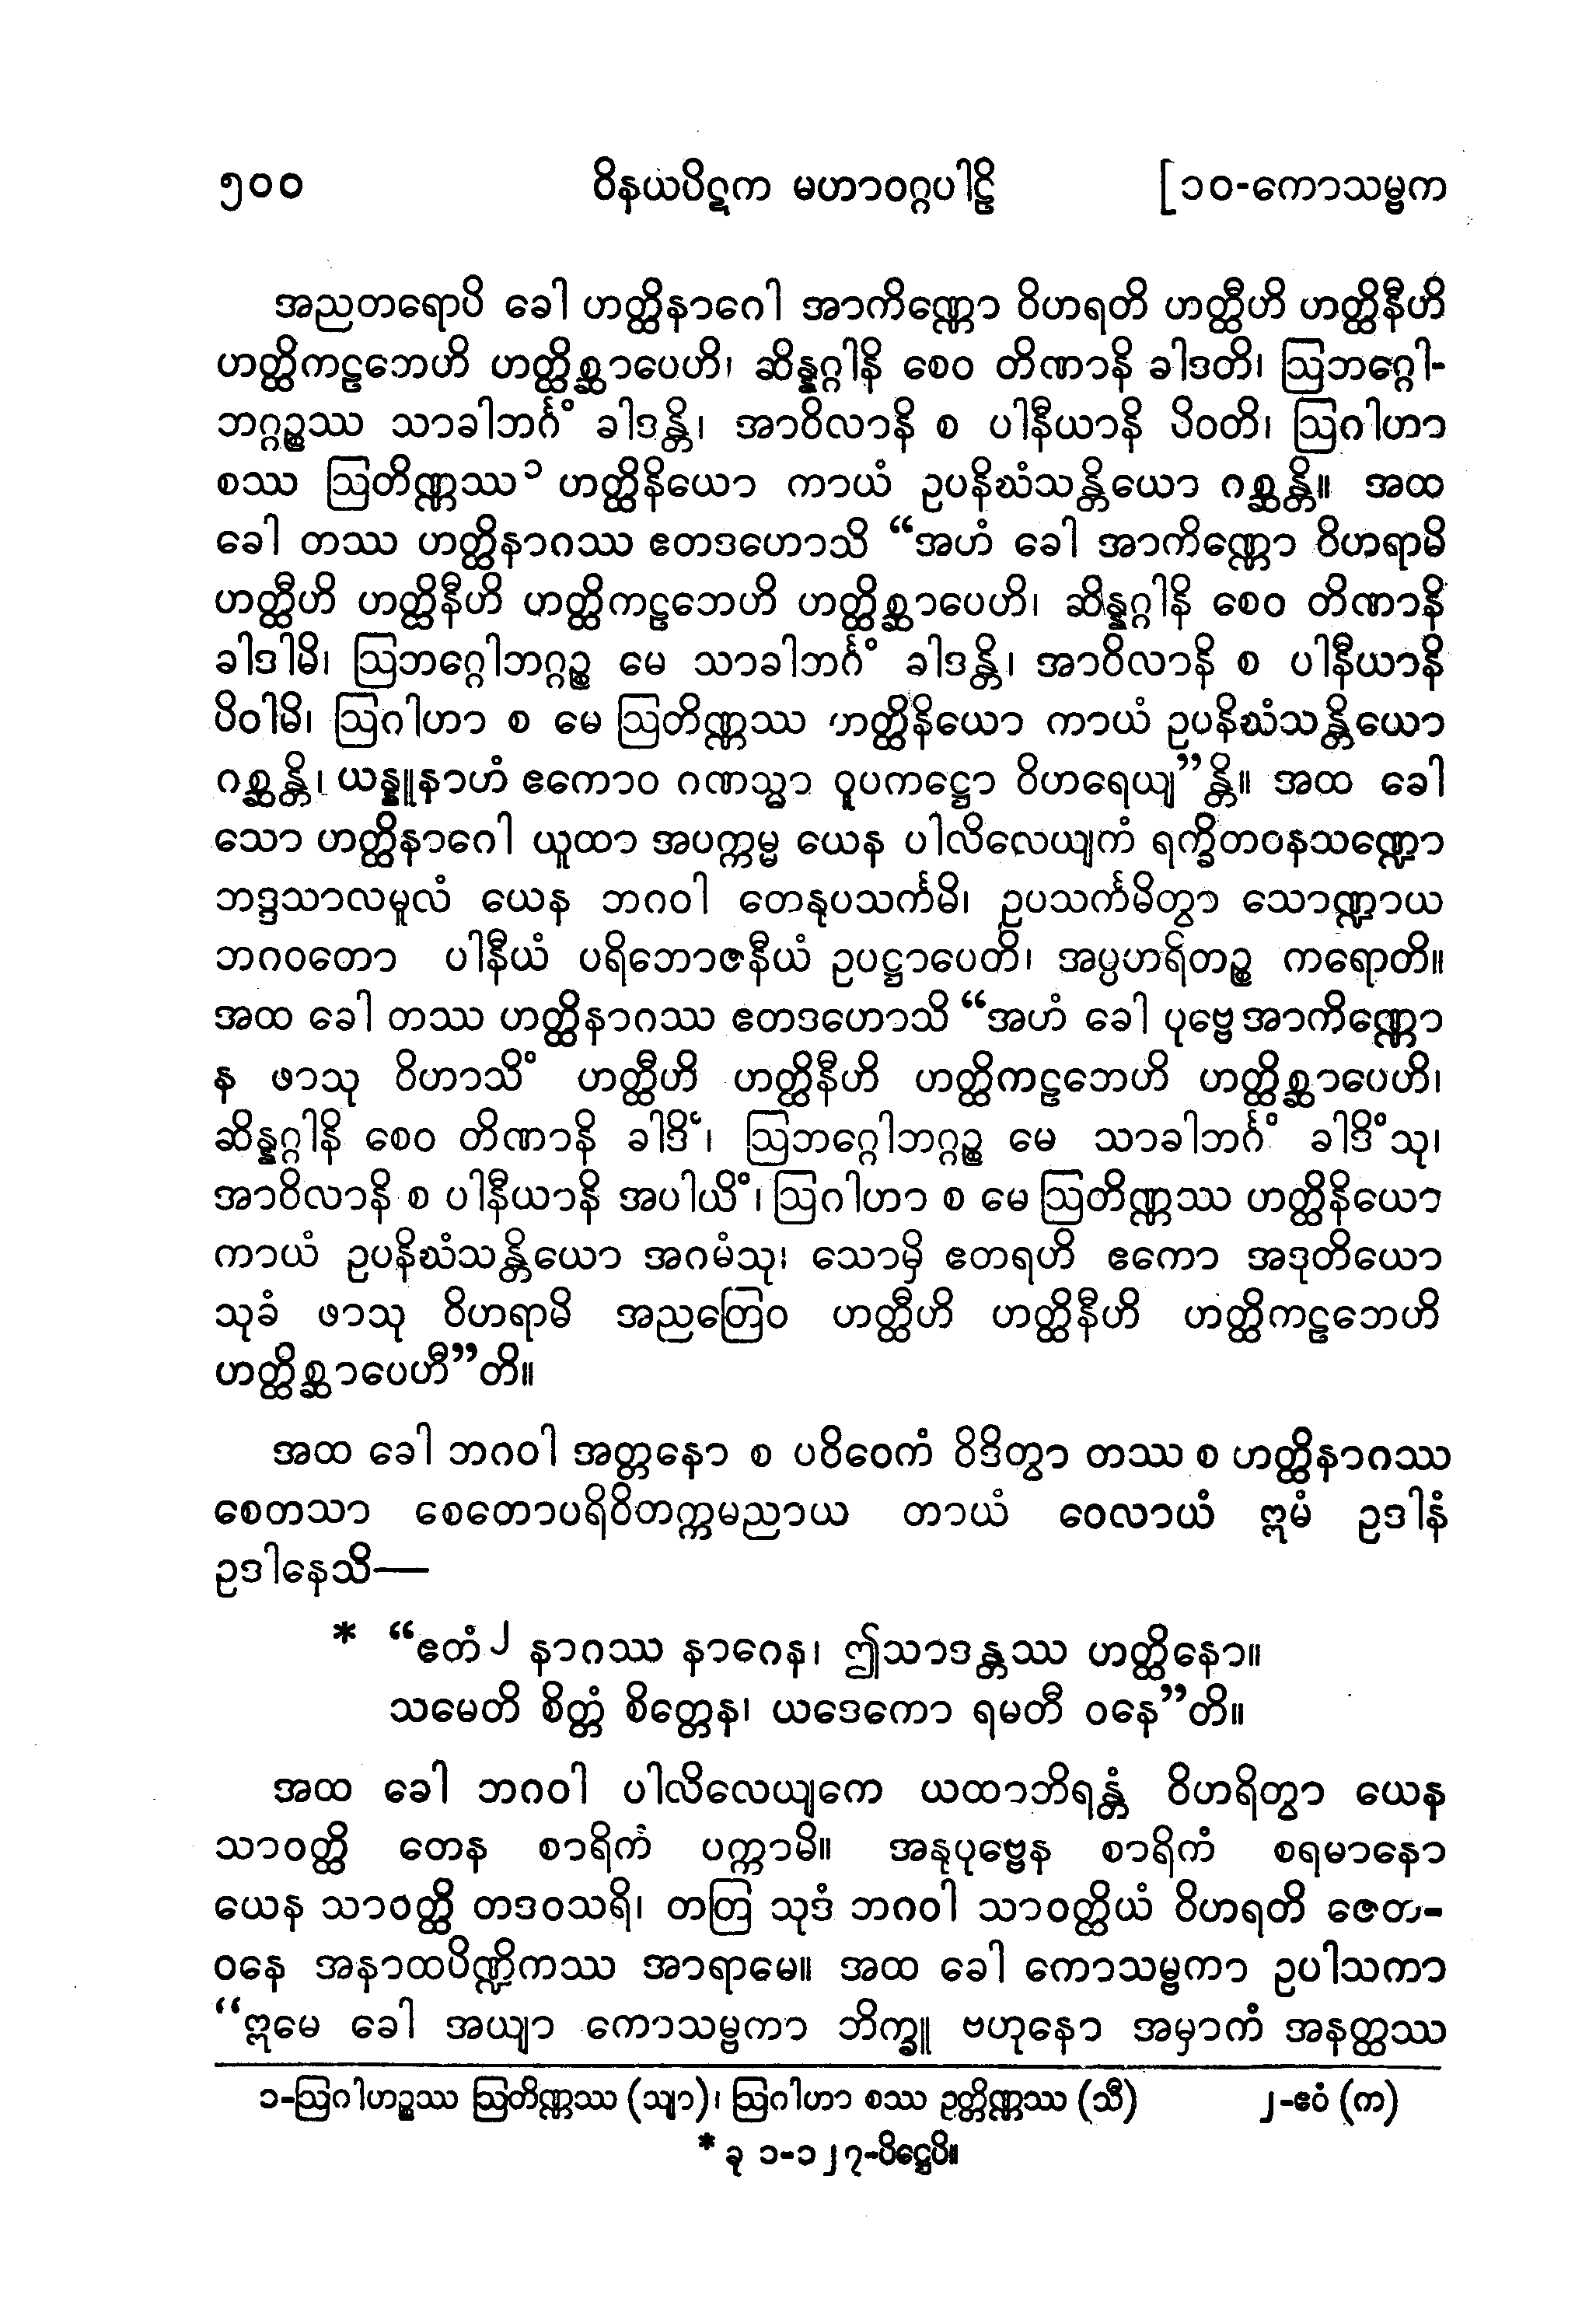 ၅၀၀ ဝိနယပိဋက မဟာဝဂ္ဂပါဠိ [၁၀-ကောသမ္ဗက
အညတရောပိ ခေါ ဟတ္ထိနာဂေါ အာကိဏ္ဏော ဝိဟရတိ ဟတ္ထီဟိ ဟတ္ထိနီဟိ
ဟတ္ထိကဠဘေဟိ ဟတ္ထိစ္ဆာပေဟိ၊ ဆိန္နဂ္ဂါနိ စေဝ တိဏာနိ ခါဒတိ၊ ဩဘဂ္ဂေါ-
ဘဂ္ဂဉ္စဿ သာခါဘင်္ဂံ ခါဒန္တိ၊ အာဝိလာနိ စ ပါနီယာနိ ပိဝတိ၊ ဩဂါဟာ
စဿ ဩတိဏ္ဏဿ ၁ ဟတ္ထိနိယော ကာယံ ဥပနိဃံသန္တိယော ဂစ္ဆန္တိ။ အထ
ခေါ တဿ ဟတ္ထိနာဂဿ ဧတဒဟောသိ “အဟံ ခေါ အာကိဏ္ဏော ဝိဟရာမိ
ဟတ္ထီဟိ ဟတ္ထိနီဟိ ဟတ္ထိကဠဘေဟိ ဟတ္ထိစ္ဆာပေဟိ၊ ဆိန္နဂ္ဂါနိ စေဝ တိဏာနိ
ခါဒါမိ၊ ဩဘဂ္ဂေါဘဂ္ဂဉ္စ မေ သာခါဘင်္ဂံ ခါဒန္တိ၊ အာဝိလာနိ စ ပါနီယာနိ
ပိဝါမိ၊ ဩဂါဟာ စ မေ ဩတိဏ္ဏဿ ဟတ္ထိနိယော ကာယံ ဥပနိဃံသန္တိယော
ဂစ္ဆန္တိ၊ ယန္နူနာဟံ ဧကောဝ ဂဏသ္မာ ဝူပကဋ္ဌော ဝိဟရေယျ”န္တိ။ အထ ခေါ
သော ဟတ္ထိနာဂေါ ယူထာ အပက္ကမ္မ ယေန ပါလိလေယျကံ ရက္ခိတဝနသဏ္ဍော
ဘဒ္ဒသာလမူလံ ယေန ဘဂဝါ တေနုပသင်္ကမိ၊ ဥပသင်္ကမိတွာ သောဏ္ဍာယ
ဘဂဝတော ပါနီယံ ပရိဘောဇနီယံ ဥပဋ္ဌာပေတိ၊ အပ္ပဟရိတဉ္စ ကရောတိ။
အထ ခေါ တဿ ဟတ္ထိနာဂဿ ဧတဒဟောသိ “အဟံ ခေါ ပုဗ္ဗေ အာကိဏ္ဏော
န ဖာသု ဝိဟာသိံ ဟတ္ထီဟိ ဟတ္ထိနီဟိ ဟတ္ထိကဠဘေဟိ ဟတ္ထိစ္ဆာပေဟိ၊
ဆိန္နဂ္ဂါနိ စေဝ တိဏာနိ ခါဒိံ၊ ဩဘဂ္ဂေါဘဂ္ဂဉ္စ မေ သာခါဘင်္ဂံ ခါဒိံသု၊
အာဝိလာနိ စ ပါနီယာနိ အပါယိံ၊ ဩဂါဟာ စ မေ ဩတိဏ္ဏဿ ဟတ္ထိနိယော
ကာယံ ဥပနိဃံသန္တိယော အဂမံသု၊ သောမှိ ဧတရဟိ ဧကော အဒုတိယော
သုခံ ဖာသု ဝိဟရာမိ အညတြေဝ ဟတ္ထီဟိ ဟတ္ထိနီဟိ ဟတ္ထိကဠဘေဟိ
ဟတ္ထိစ္ဆာပေဟီ”တိ။
အထ ခေါ ဘဂဝါ အတ္တနော စ ပဝိဝေကံ ဝိဒိတွာ တဿ စ ဟတ္ထိနာဂဿ
စေတသာ စေတောပရိဝိတက္ကမညာယ တာယံ ဝေလာယံ ဣမံ ဥဒါနံ
ဥဒါနေသိ—
* “ဧတံ ၂ နာဂဿ နာဂေန၊ ဤသာဒန္တဿ ဟတ္ထိနော။
သမေတိ စိတ္တံ စိတ္တေန၊ ယဒေကော ရမတီ ဝနေ”တိ။
အထ ခေါ ဘဂဝါ ပါလိလေယျကေ ယထာဘိရန္တံ ဝိဟရိတွာ ယေန
သာဝတ္ထိ တေန စာရိကံ ပက္ကာမိ။ အနုပုဗ္ဗေန စာရိကံ စရမာနော
ယေန သာဝတ္ထိ တဒဝသရိ၊ တတြ သုဒံ ဘဂဝါ သာဝတ္ထိယံ ဝိဟရတိ ဇေတ-
ဝနေ အနာထပိဏ္ဍိကဿ အာရာမေ။ အထ ခေါ ကောသမ္ဗကာ ဥပါသကာ
“ဣမေ ခေါ အယျာ ကောသမ္ဗကာ ဘိက္ခူ ဗဟုနော အမှာကံ အနတ္ထဿ
၁-ဩဂါဟဉ္စဿ ဩတိဏ္ဏဿ (သျာ)၊ ဩဂါဟာ စဿ ဥတ္တိဏ္ဏဿ (သီ) ၂-ဧဝံ (က)
* ခု ၁-၁၂၇-ပိဋ္ဌေပိ။